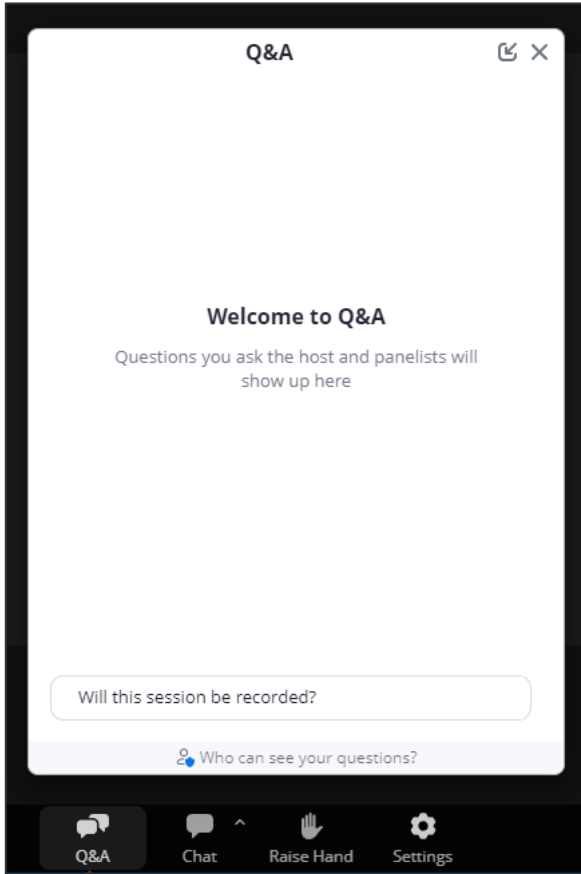 Q&A
Welcome to Q&A
Questions you ask the host and panelists will
show up here
Will this session be recorded?
Who can see your questions?
Q&A
Chat
Raise Hand
Settings